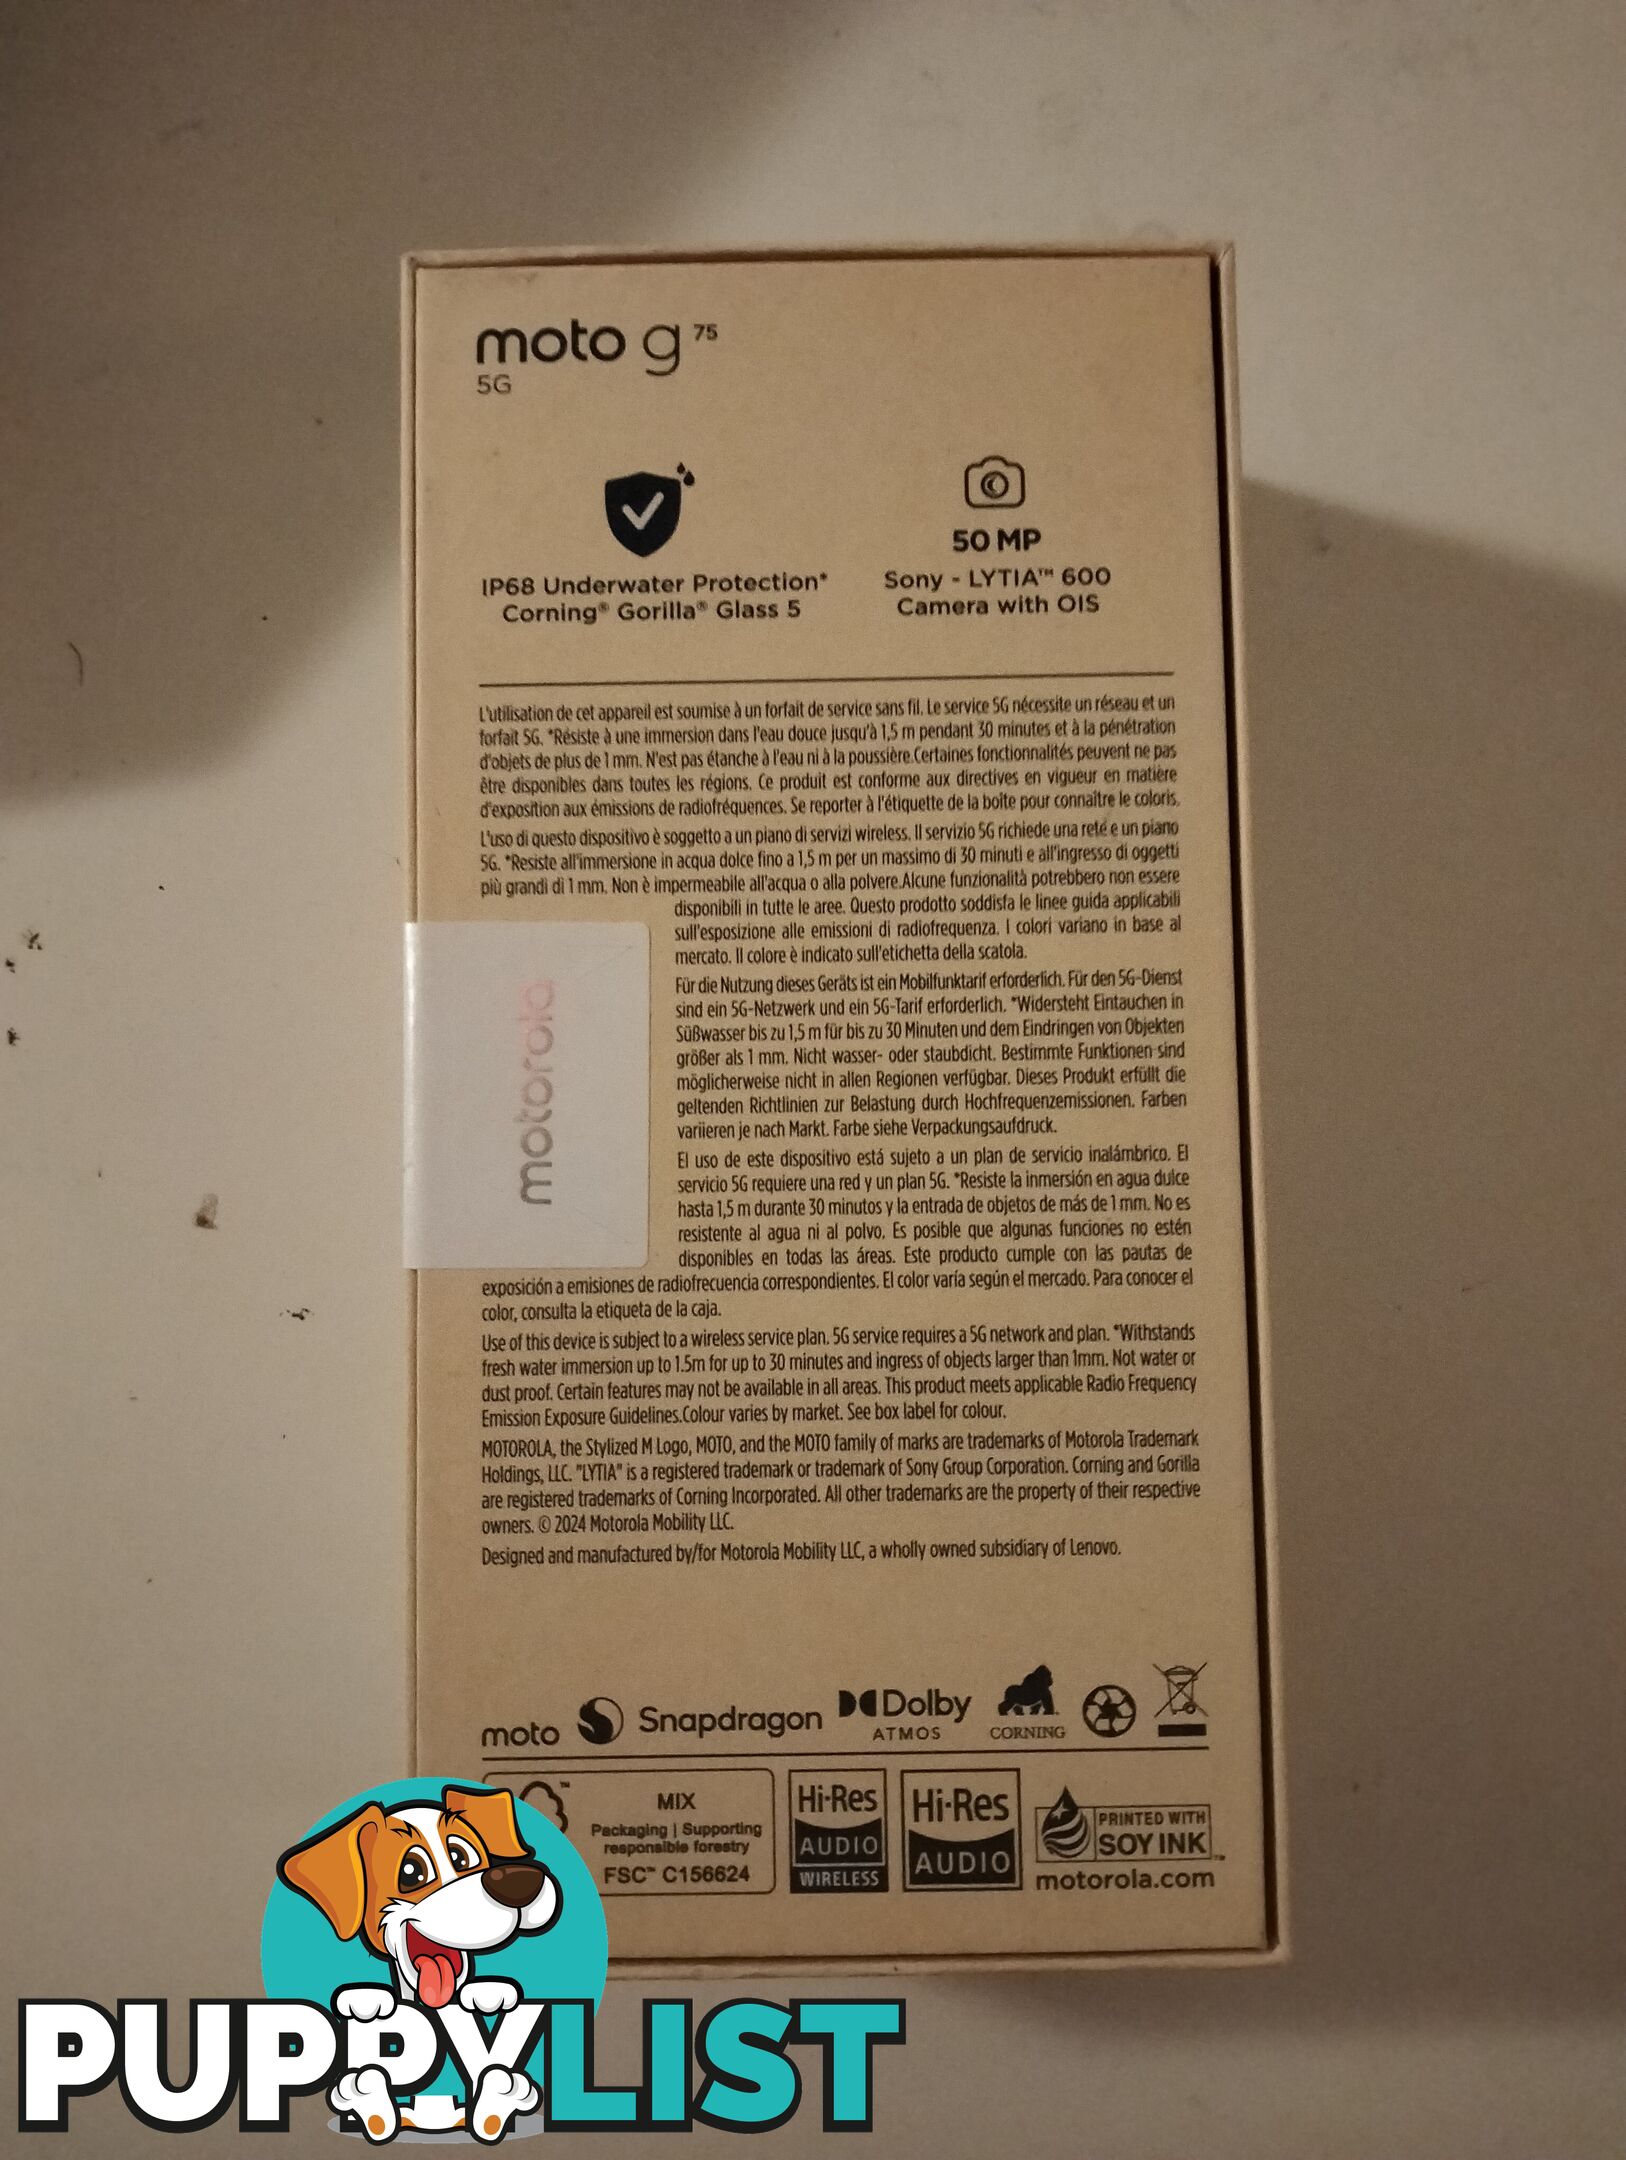 moto g 75
5G
IP68 Underwater Protection*
Corning® Gorilla® Glass 5
50 MP
Sony - LYTIA™ 600
Camera with OIS
L'utilisation de cet appareil est soumise à un forfait de service sans fil. Le service 5G nécessite un réseau et un
forfait 5G. *Résiste à une immersion dans l'eau douce jusqu'à 1,5 m pendant 30 minutes et à la pénétration
d'objets de plus de 1 mm. N'est pas étanche à l'eau ni à la poussière.Certaines fonctionnalités peuvent ne pas
être disponibles dans toutes les régions. Ce produit est conforme aux directives en vigueur en matière
d'exposition aux émissions de radiofréquences. Se reporter à l'étiquette de la boîte pour connaître le coloris.
L'uso di questo dispositivo è soggetto a un piano di servizi wireless. Il servizio 5G richiede una rete e un piano
5G. *Resiste all'immersione in acqua dolce fino a 1,5 m per un massimo di 30 minuti e all'ingresso di oggetti
più grandi di 1 mm. Non è impermeabile all'acqua o alla polvere.Alcune funzionalità potrebbero non essere
disponibili in tutte le aree. Questo prodotto soddisfa le linee guida applicabili
sull'esposizione alle emissioni di radiofrequenza. I colori variano in base al
mercato. Il colore è indicato sull'etichetta della scatola.
Für die Nutzung dieses Geräts ist ein Mobilfunktarif erforderlich. Für den 5G-Dienst
sind ein 5G-Netzwerk und ein 5G-Tarif erforderlich. *Widersteht Eintauchen in
Süßwasser bis zu 1,5 m für bis zu 30 Minuten und dem Eindringen von Objekten
größer als 1 mm. Nicht wasser- oder staubdicht. Bestimmte Funktionen sind
möglicherweise nicht in allen Regionen verfügbar. Dieses Produkt erfüllt die
geltenden Richtlinien zur Belastung durch Hochfrequenzemissionen. Farben
variieren je nach Markt. Farbe siehe Verpackungsaufdruck.
motorola
El uso de este dispositivo está sujeto a un plan de servicio inalámbrico. El
servicio 5G requiere una red y un plan 5G. *Resiste la inmersión en agua dulce
hasta 1,5 m durante 30 minutos y la entrada de objetos de más de 1 mm. No es
resistente al agua ni al polvo. Es posible que algunas funciones no estén
disponibles en todas las áreas. Este producto cumple con las pautas de
exposición a emisiones de radiofrecuencia correspondientes. El color varía según el mercado. Para conocer el
color, consulta la etiqueta de la caja.
Use of this device is subject to a wireless service plan. 5G service requires a 5G network and plan. *Withstands
fresh water immersion up to 1.5m for up to 30 minutes and ingress of objects larger than 1mm. Not water or
dust proof. Certain features may not be available in all areas. This product meets applicable Radio Frequency
Emission Exposure Guidelines.Colour varies by market. See box label for colour.
MOTOROLA, the Stylized M Logo, MOTO, and the MOTO family of marks are trademarks of Motorola Trademark
Holdings, LLC. "LYTIA" is a registered trademark or trademark of Sony Group Corporation. Corning and Gorilla
are registered trademarks of Corning Incorporated. All other trademarks are the property of their respective
owners. © 2024 Motorola Mobility LLC.
Designed and manufactured by/for Motorola Mobility LLC, a wholly owned subsidiary of Lenovo.
moto Snapdragon Dolby
ATMOS
CORNING
MIX
Packaging | Supporting
responsible forestry
FSC™ C156624
Hi-Res
AUDIO
WIRELESS
Hi-Res
AUDIO
PRINTED WITH
SOY INK™
motorola.com
PUPPYLIST